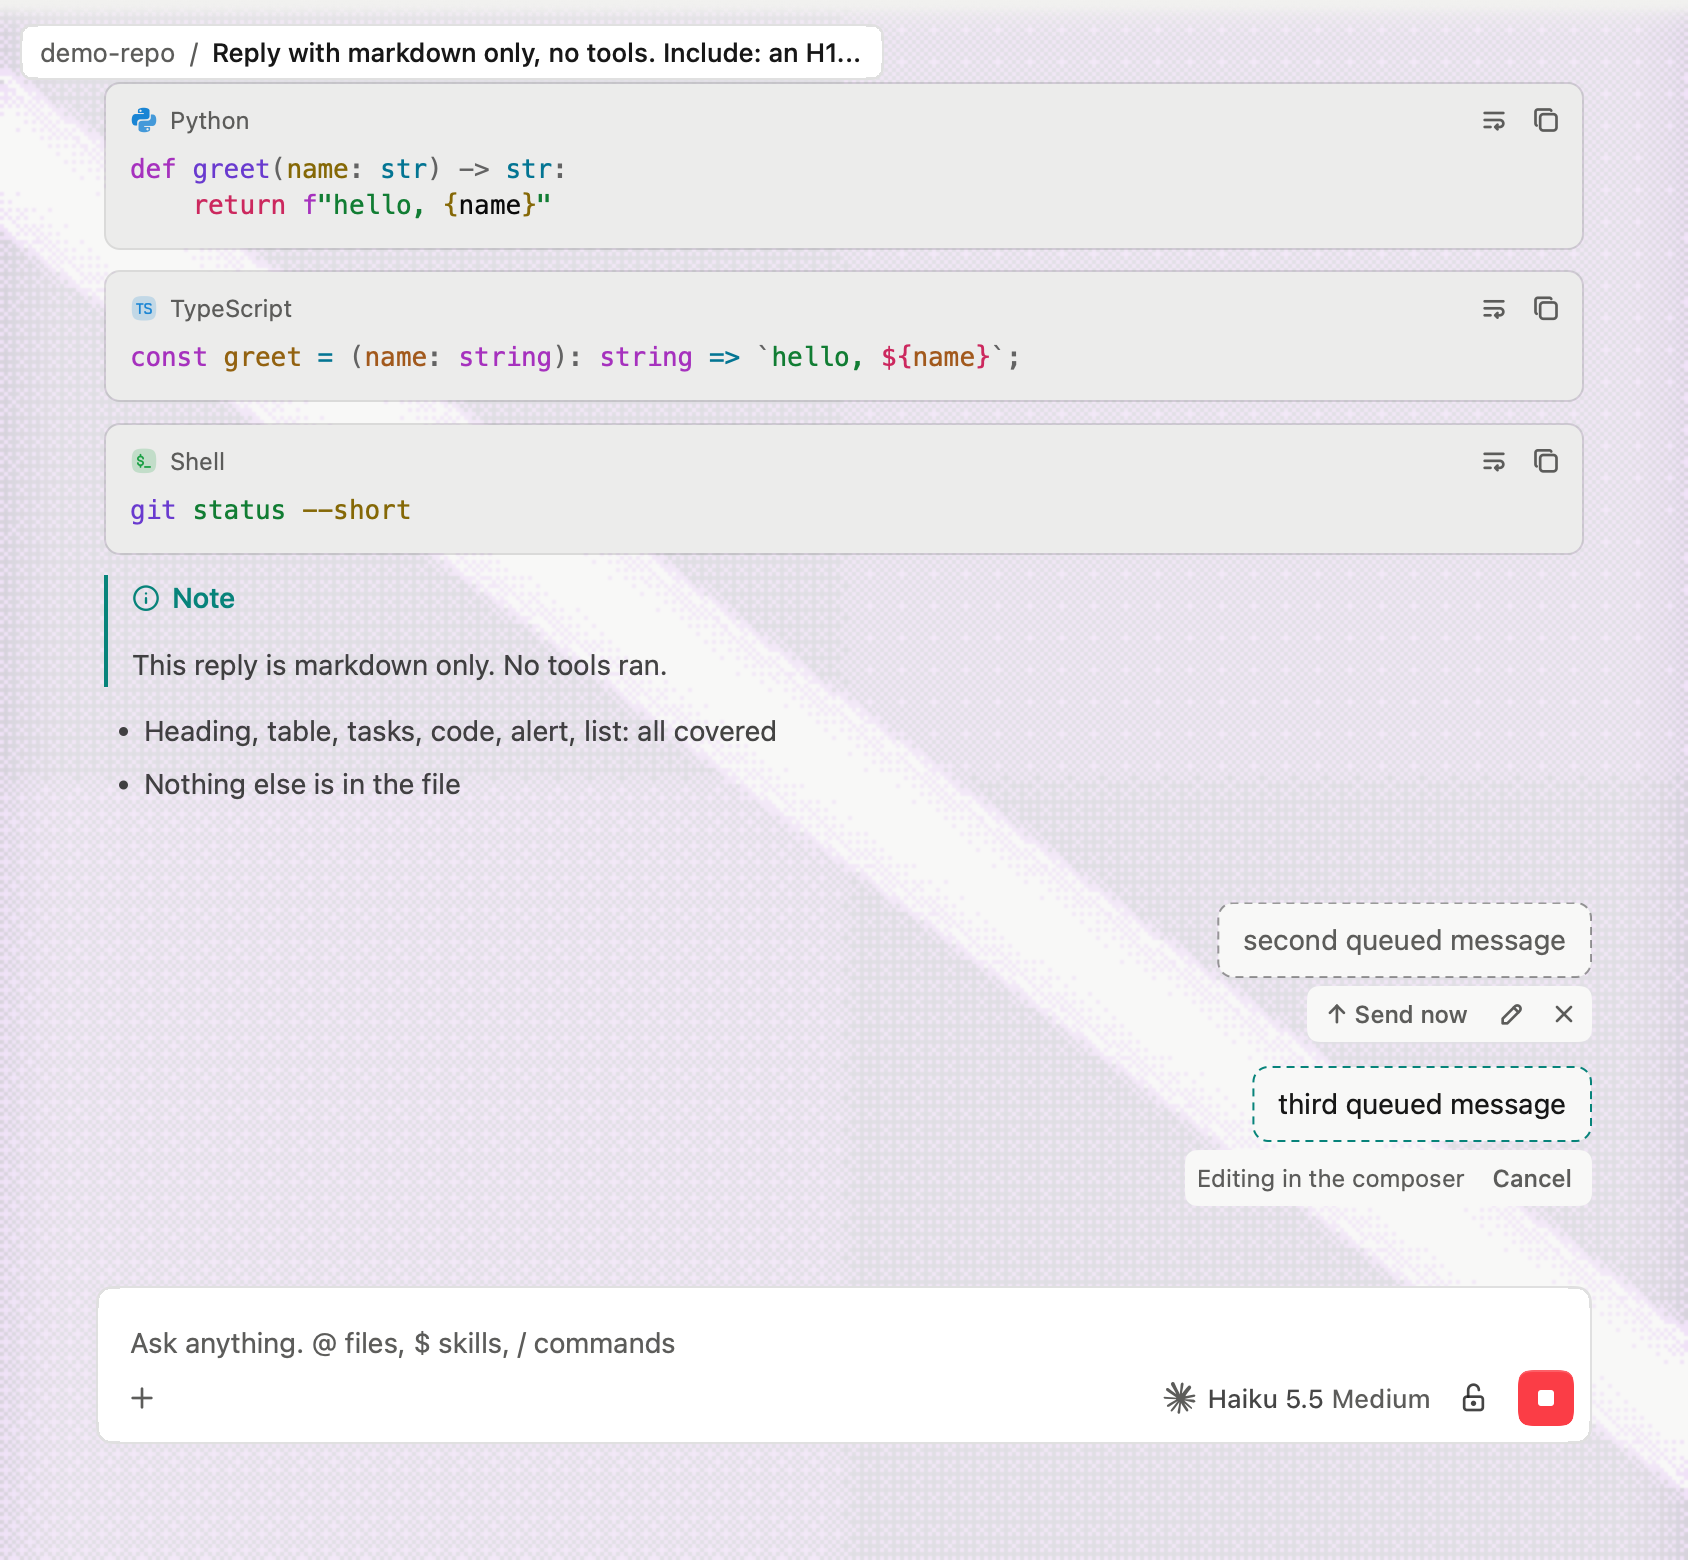 demo-repo / Reply with markdown only, no tools. Include: an H1...
Python
def greet(name: str) -> str:
    return f"hello, {name}"
TS TypeScript
const greet = (name: string): string => `hello, ${name}`;
$_ Shell
git status --short
Note
This reply is markdown only. No tools ran.
• Heading, table, tasks, code, alert, list: all covered
• Nothing else is in the file
second queued message
Send now
third queued message
Editing in the composer Cancel
Ask anything. @ files, $ skills, / commands
Haiku 5.5 Medium